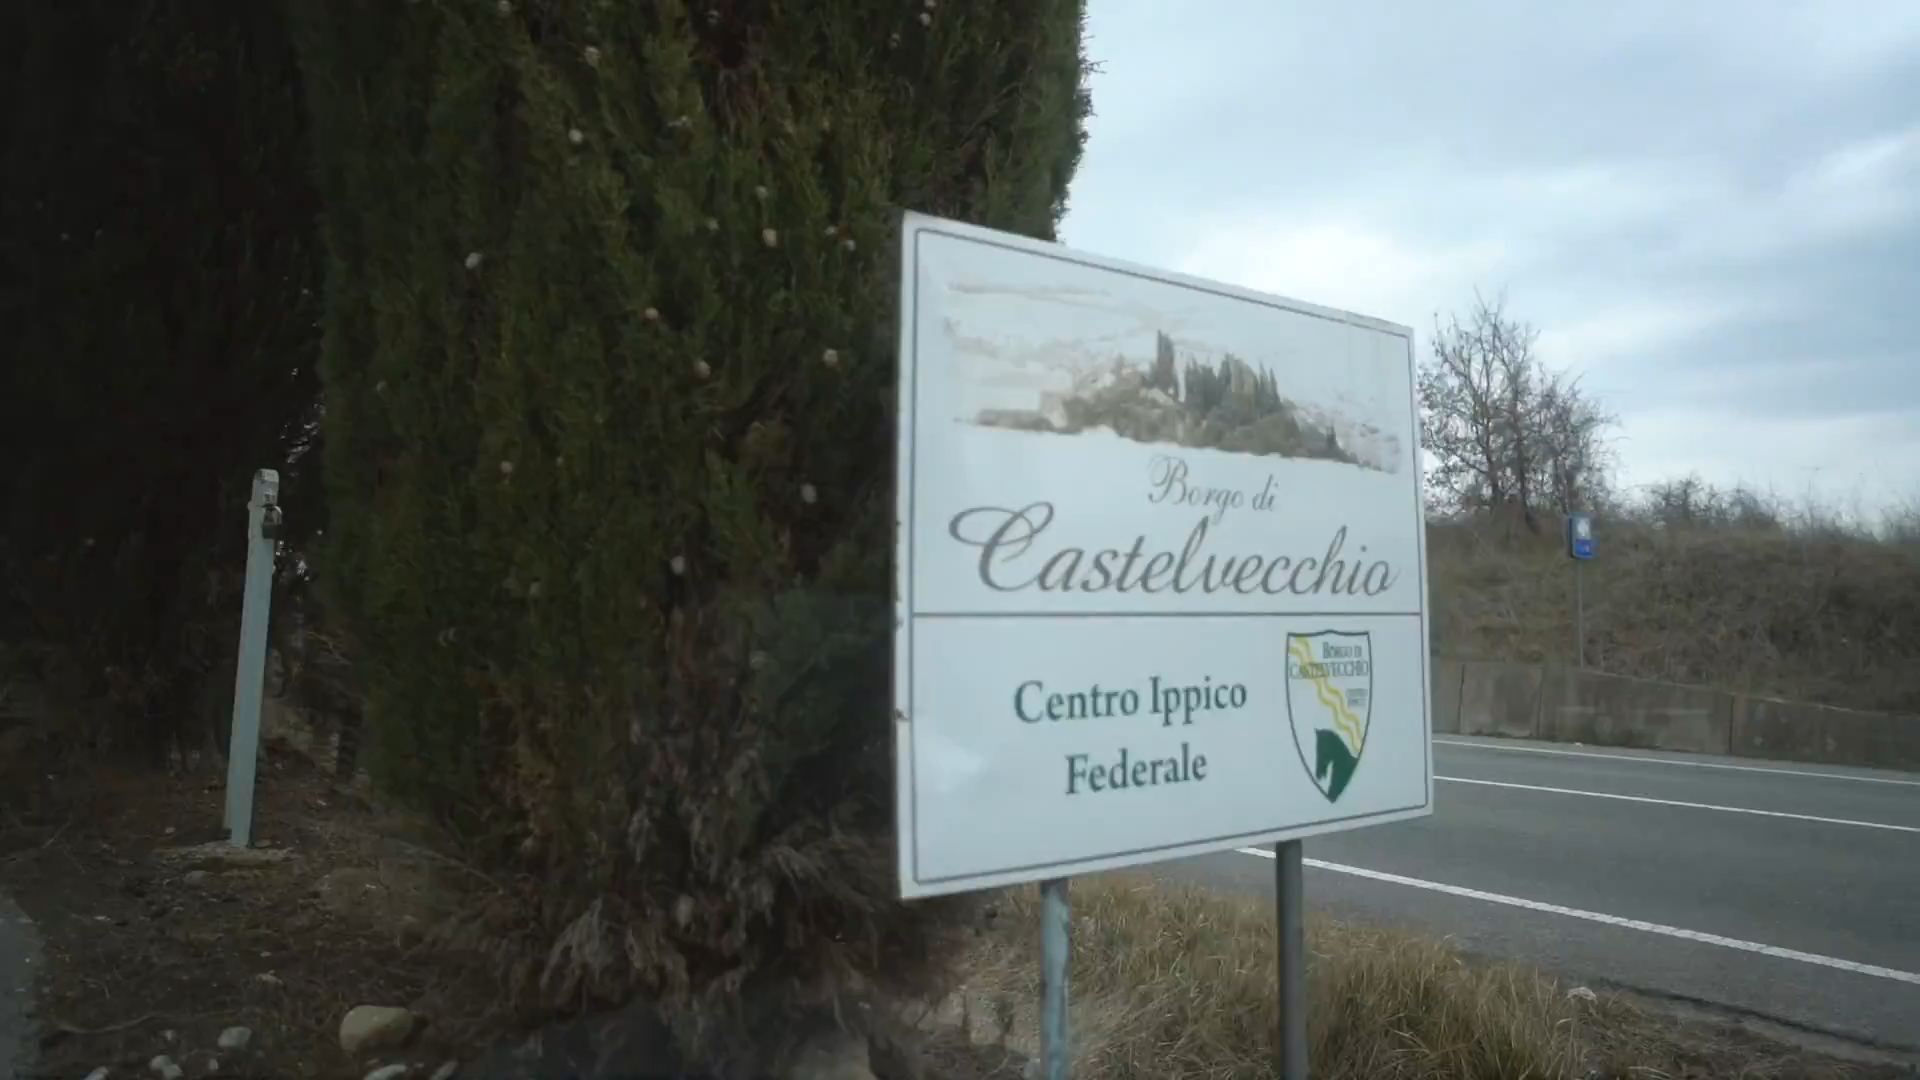 Borgo di
Castelvecchio
Centro Ippico
Federale
BORGO DI
CASTELVECCHIO